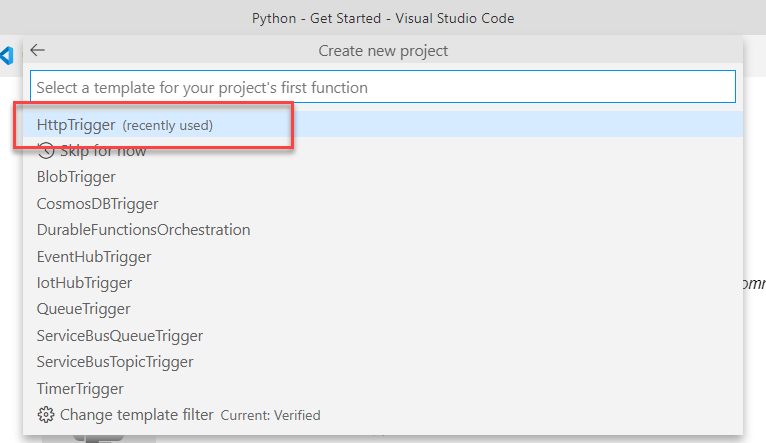 Python - Get Started - Visual Studio Code
Create new project
Select a template for your project's first function
HttpTrigger (recently used)
Skip for now
BlobTrigger
CosmosDBTrigger
DurableFunctionsOrchestration
EventHubTrigger
IotHubTrigger
QueueTrigger
ServiceBusQueueTrigger
ServiceBusTopicTrigger
TimerTrigger
Change template filter Current: Verified